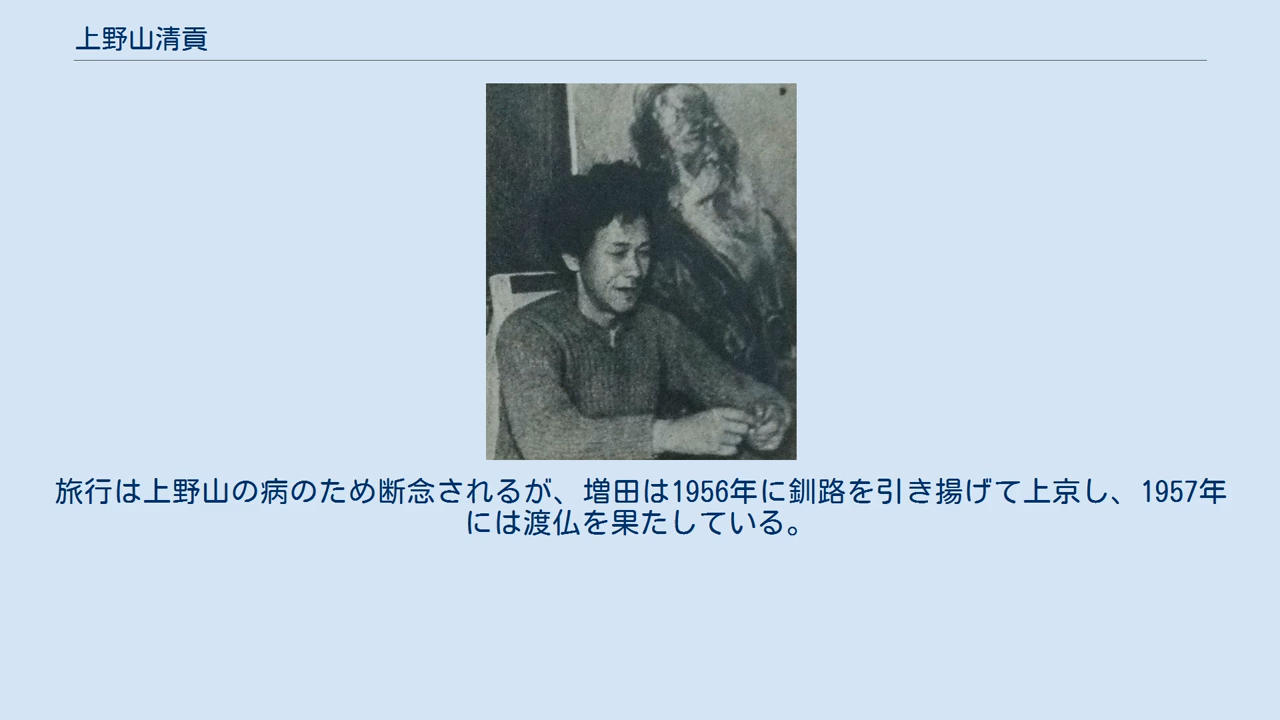 上野山清貢
旅行は上野山の病のため断念されるが、増田は1956年に釧路を引き揚げて上京し、1957年
には渡仏を果たしている。